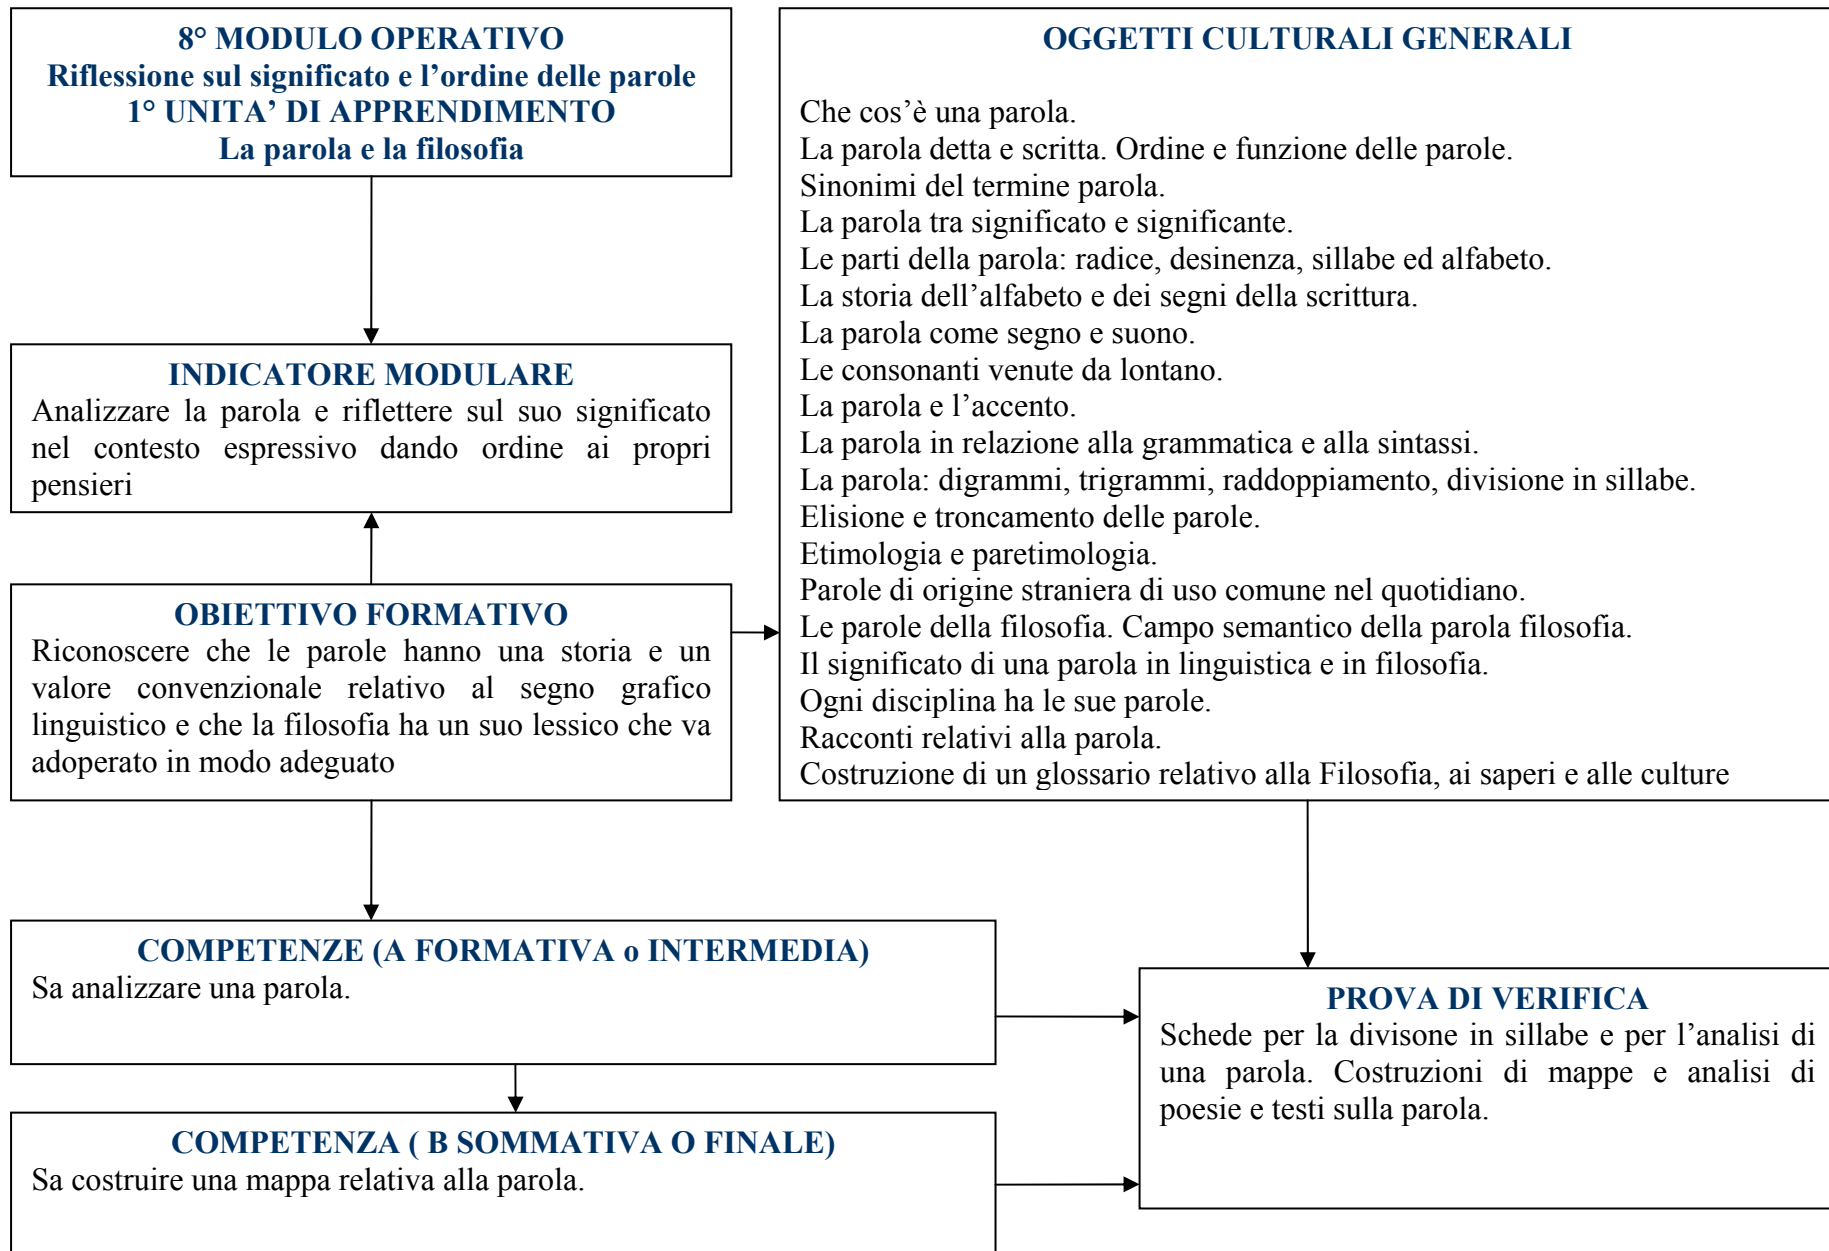 8° MODULO OPERATIVO
Riflessione sul significato e l’ordine delle parole
1° UNITA’ DI APPRENDIMENTO
La parola e la filosofia
INDICATORE MODULARE
Analizzare la parola e riflettere sul suo significato
nel contesto espressivo dando ordine ai propri
pensieri
OBIETTIVO FORMATIVO
Riconoscere che le parole hanno una storia e un
valore convenzionale relativo al segno grafico
linguistico e che la filosofia ha un suo lessico che va
adoperato in modo adeguato
OGGETTI CULTURALI GENERALI
Che cos’è una parola.
La parola detta e scritta. Ordine e funzione delle parole.
Sinonimi del termine parola.
La parola tra significato e significante.
Le parti della parola: radice, desinenza, sillabe ed alfabeto.
La storia dell’alfabeto e dei segni della scrittura.
La parola come segno e suono.
Le consonanti venute da lontano.
La parola e l’accento.
La parola in relazione alla grammatica e alla sintassi.
La parola: digrammi, trigrammi, raddoppiamento, divisione in sillabe.
Elisione e troncamento delle parole.
Etimologia e paretimologia.
Parole di origine straniera di uso comune nel quotidiano.
Le parole della filosofia. Campo semantico della parola filosofia.
Il significato di una parola in linguistica e in filosofia.
Ogni disciplina ha le sue parole.
Racconti relativi alla parola.
Costruzione di un glossario relativo alla Filosofia, ai saperi e alle culture
COMPETENZE (A FORMATIVA o INTERMEDIA)
Sa analizzare una parola.
COMPETENZA ( B SOMMATIVA O FINALE)
Sa costruire una mappa relativa alla parola.
PROVA DI VERIFICA
Schede per la divisone in sillabe e per l’analisi di
una parola. Costruzioni di mappe e analisi di
poesie e testi sulla parola.